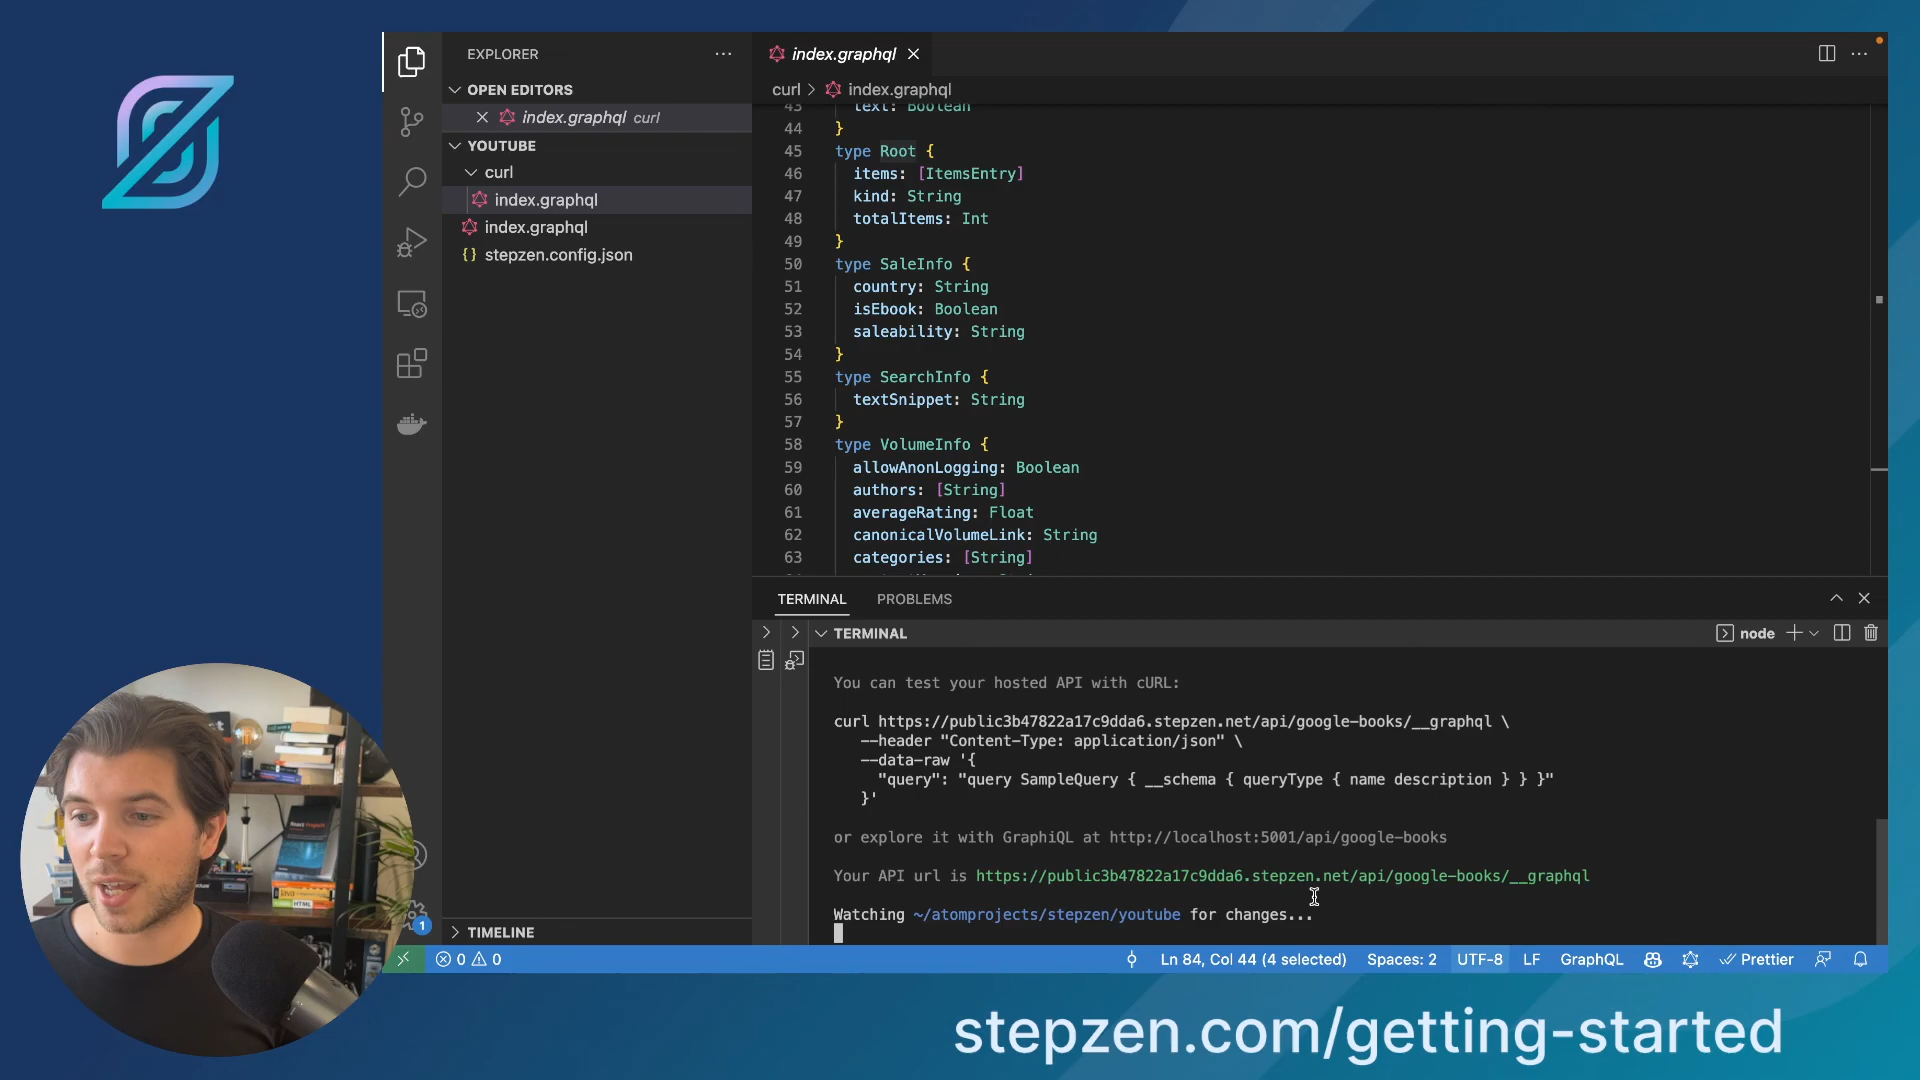 EXPLORER
OPEN EDITORS
index.graphql curl
YOUTUBE
curl
index.graphql
index.graphql
{} stepzen.config.json
TIMELINE
index.graphql
curl > index.graphql
43 text: Boolean
44 }
45 type Root {
46 items: [ItemsEntry]
47 kind: String
48 totalItems: Int
49 }
50 type SaleInfo {
51 country: String
52 isEbook: Boolean
53 saleability: String
54 }
55 type SearchInfo {
56 textSnippet: String
57 }
58 type VolumeInfo {
59 allowAnonLogging: Boolean
60 authors: [String]
61 averageRating: Float
62 canonicalVolumeLink: String
63 categories: [String]
TERMINAL PROBLEMS
TERMINAL
node
You can test your hosted API with cURL:
curl https://public3b47822a17c9dda6.stepzen.net/api/google-books/__graphql \
--header "Content-Type: application/json" \
--data-raw '{
"query": "query SampleQuery { __schema { queryType { name description } } }"
}'
or explore it with GraphiQL at http://localhost:5001/api/google-books
Your API url is https://public3b47822a17c9dda6.stepzen.net/api/google-books/__graphql
Watching ~/atomprojects/stepzen/youtube for changes...
1
0 0
Ln 84, Col 44 (4 selected) Spaces: 2 UTF-8 LF GraphQL Prettier
stepzen.com/getting-started